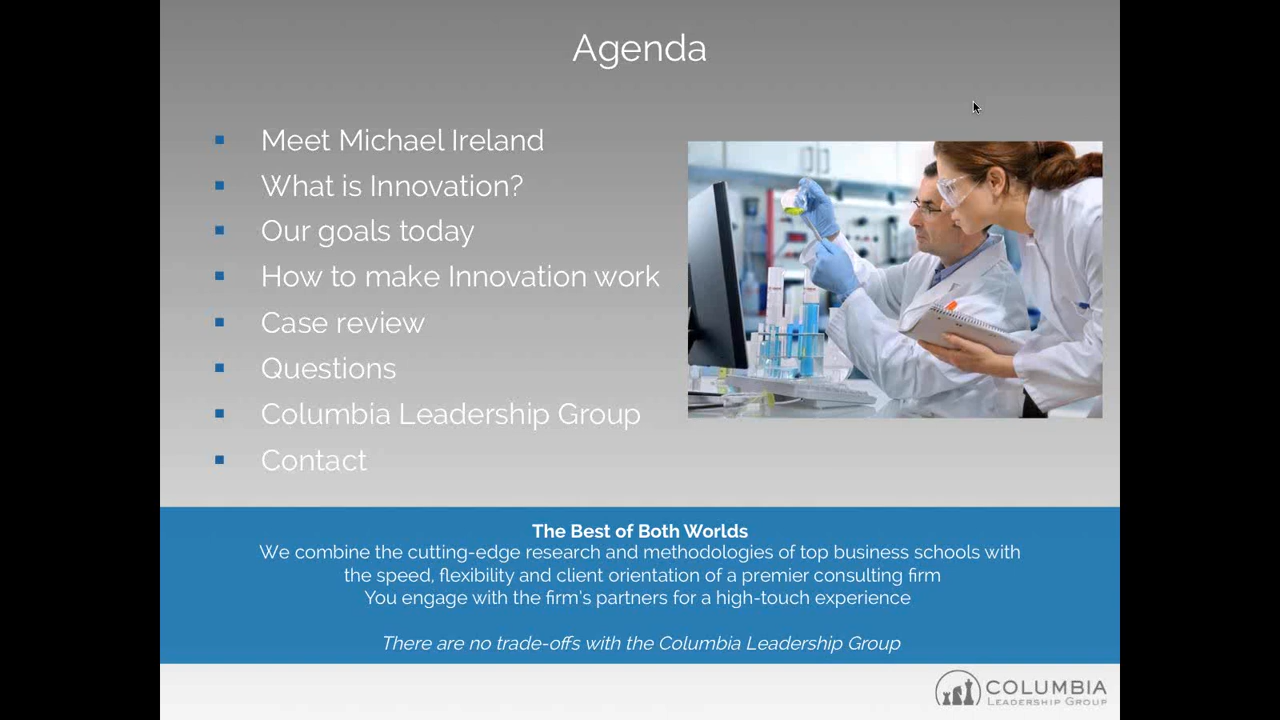 Agenda
Meet Michael Ireland
What is Innovation?
Our goals today
How to make Innovation work
Case review
Questions
Columbia Leadership Group
Contact
The Best of Both Worlds
We combine the cutting-edge research and methodologies of top business schools with
the speed, flexibility and client orientation of a premier consulting firm
You engage with the firm's partners for a high-touch experience
There are no trade-offs with the Columbia Leadership Group
COLUMBIA
LEADERSHIP GROUP